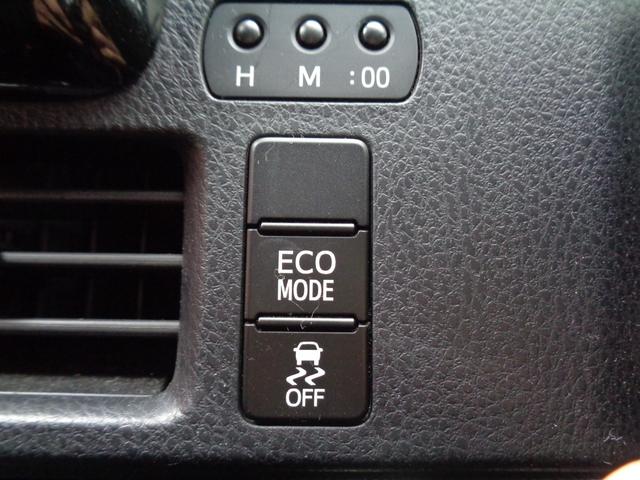 H M :00
ECO
MODE
OFF